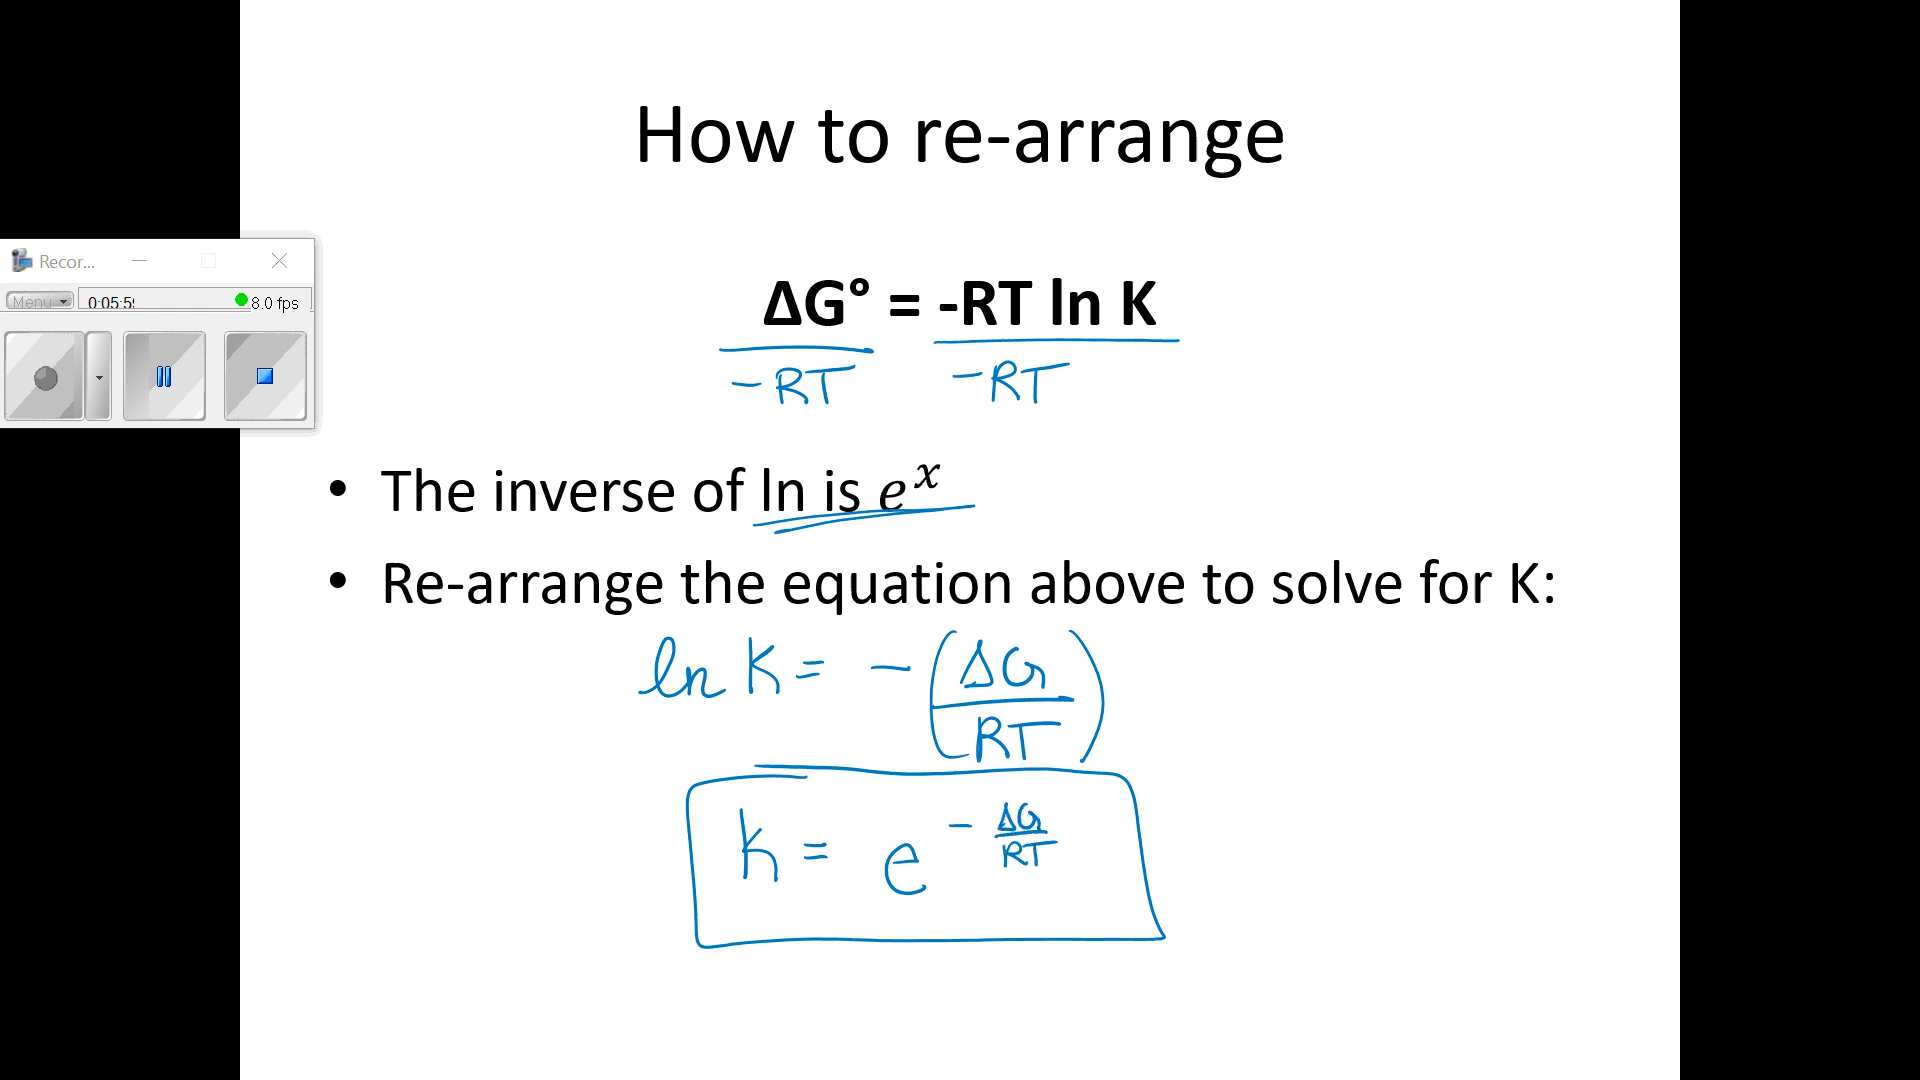 How to re-arrange
Recor...
Menu 0:05:5 8.0 fps
ΔG° = -RT ln K
-RT -RT
• The inverse of ln is eˣ
• Re-arrange the equation above to solve for K:
ln K = - (ΔG/RT)
K = e^(-ΔG/RT)